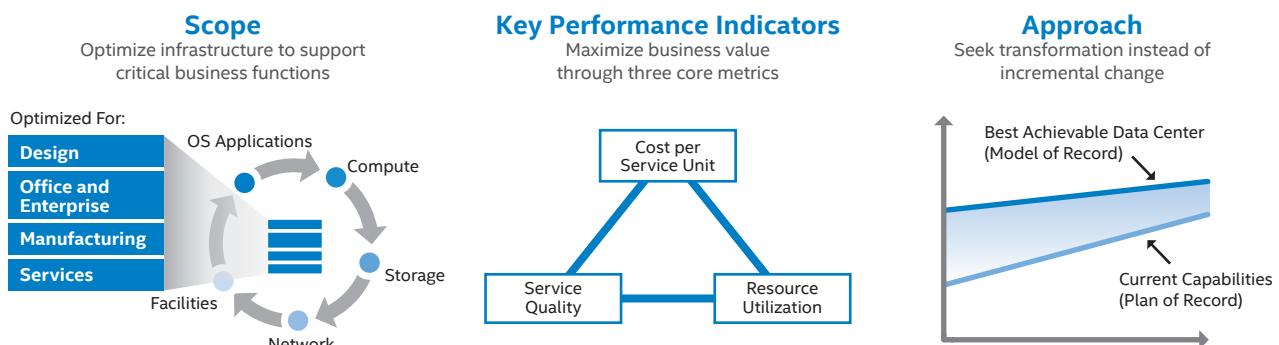 Scope
Optimize infrastructure to support
critical business functions
Optimized For:
Design
Office and
Enterprise
Manufacturing
Services
OS Applications
Compute
Storage
Network
Facilities
Key Performance Indicators
Maximize business value
through three core metrics
Cost per
Service Unit
Service
Quality
Resource
Utilization
Approach
Seek transformation instead of
incremental change
Best Achievable Data Center
(Model of Record)
Current Capabilities
(Plan of Record)